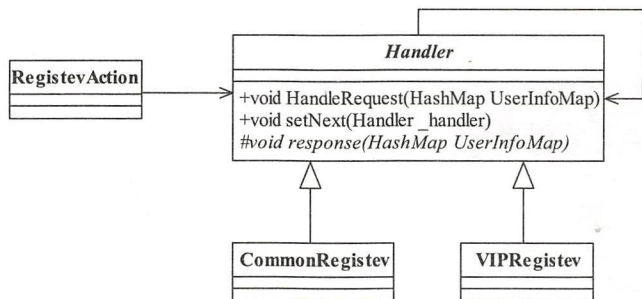 Handler
RegistevAction
+void HandleRequest(HashMap UserInfoMap)
+void setNext(Handler _handler)
#void response(HashMap UserInfoMap)
CommonRegistev
VIPRegistev